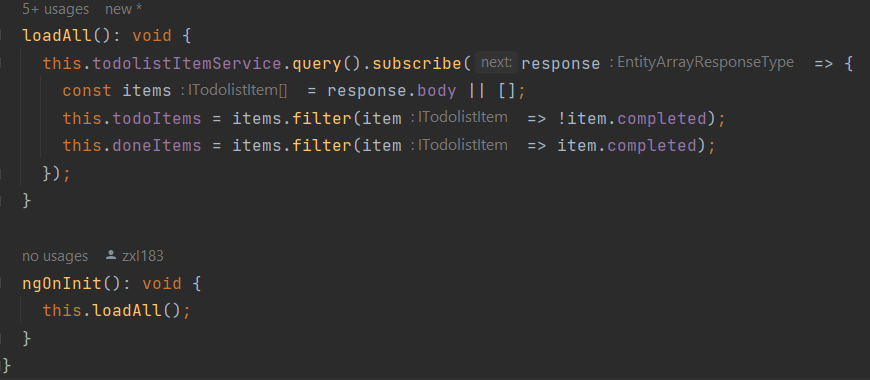 5+ usages new *
loadAll(): void {
this.todolistItemService.query().subscribe( next: response : EntityArrayResponseType => {
const items : ITodolistItem[] = response.body || [];
this.todoItems = items.filter(item : ITodolistItem => !item.completed);
this.doneItems = items.filter(item : ITodolistItem => item.completed);
});
}
no usages zxl183
ngOnInit(): void {
this.loadAll();
}
}